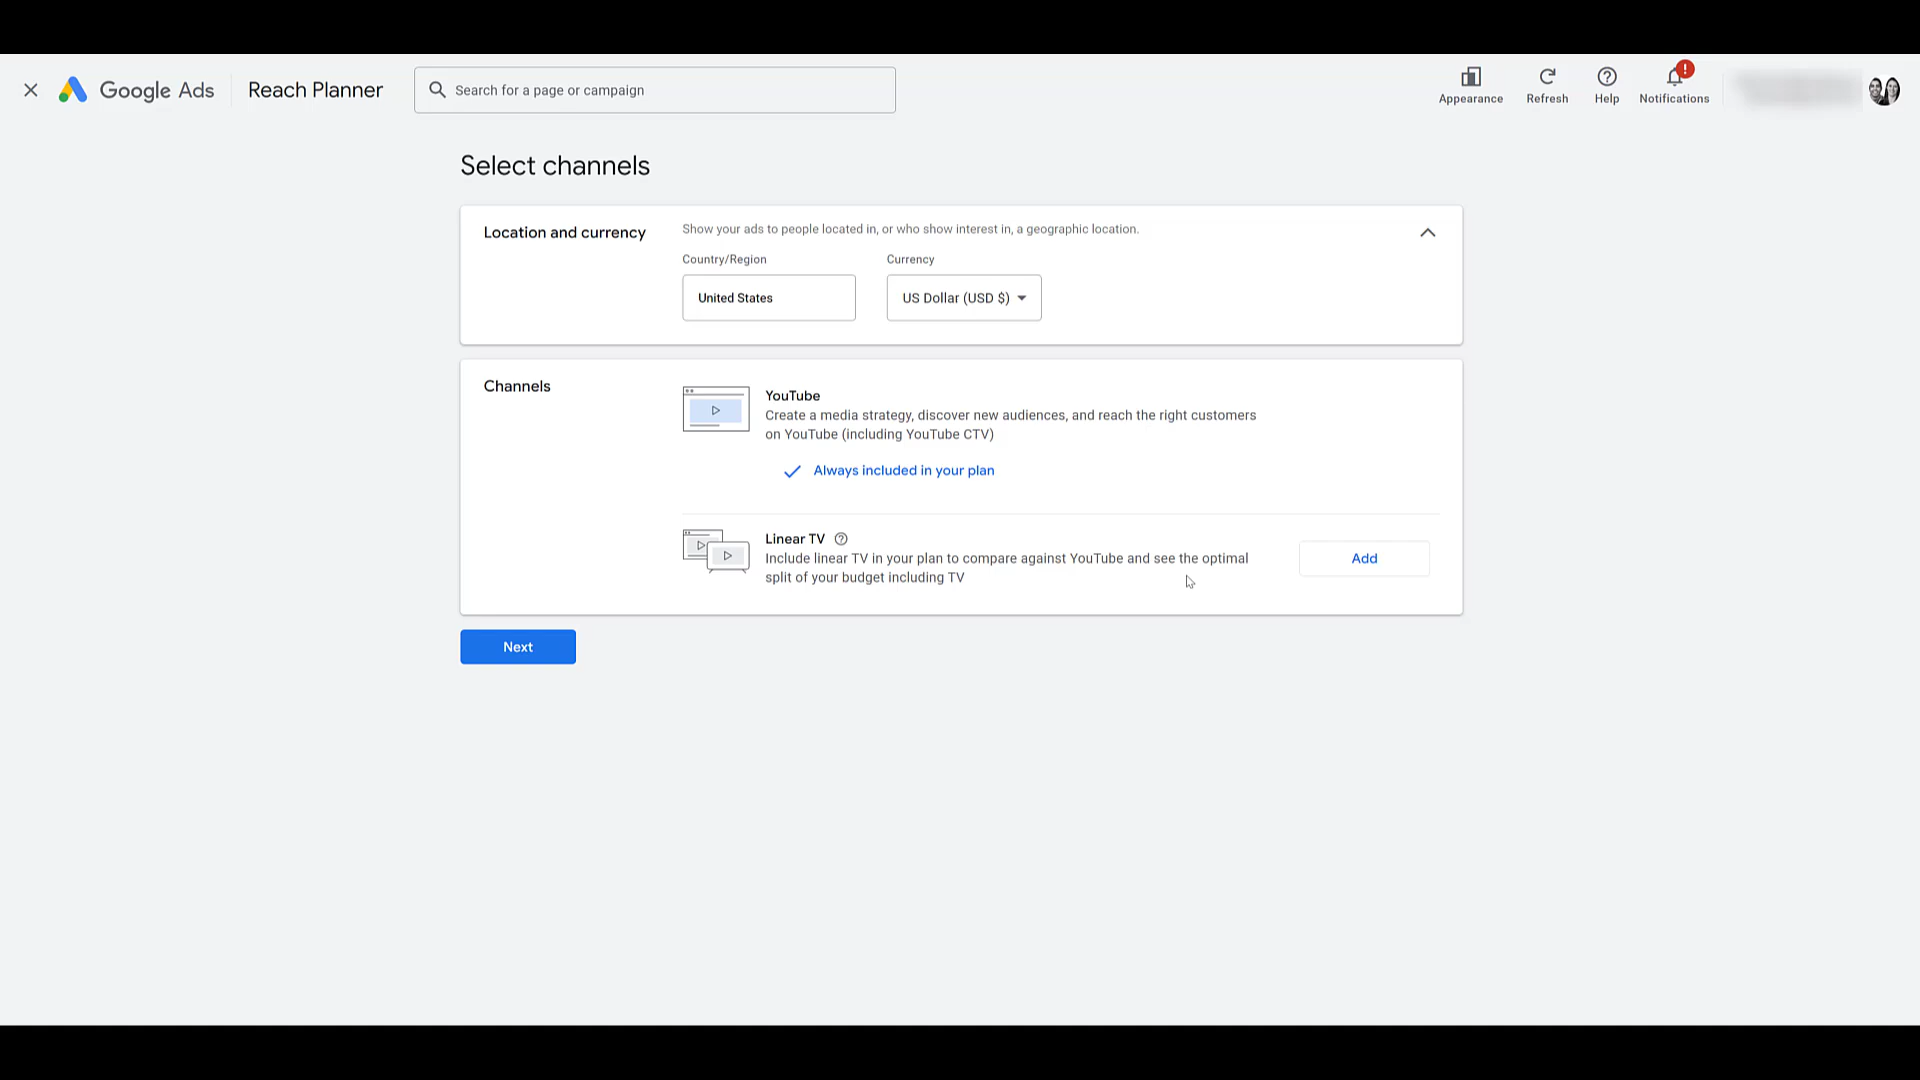 Google Ads
Reach Planner
Search for a page or campaign
Appearance
Refresh
Help
!
Notifications
Select channels
Location and currency
Show your ads to people located in, or who show interest in, a geographic location.
Country/Region
Currency
United States
US Dollar (USD $)
Channels
YouTube
Create a media strategy, discover new audiences, and reach the right customers
on YouTube (including YouTube CTV)
Always included in your plan
Linear TV
Include linear TV in your plan to compare against YouTube and see the optimal
split of your budget including TV
Add
Next